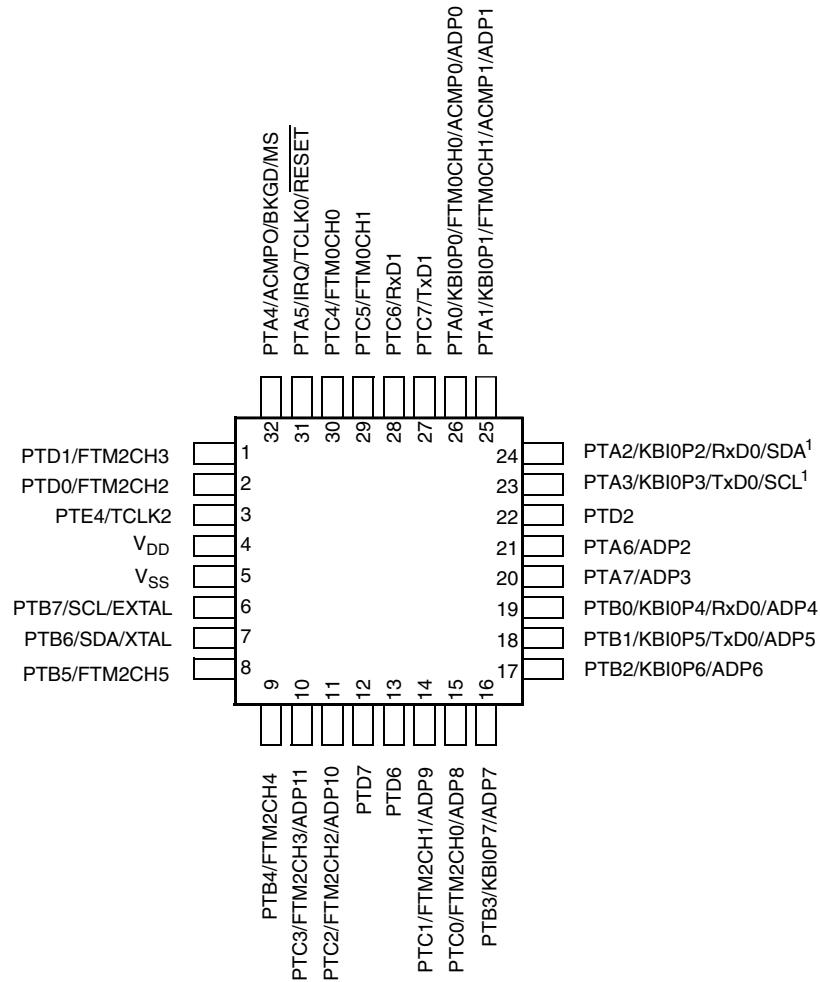 PTA4/ACMPO/BKGD/MS
PTA5/IRQ/TCLK0/RESET
PTC4/FTM0CH0
PTC5/FTM0CH1
PTC6/RxD1
PTC7/TxD1
PTA0/KBI0P0/FTM0CH0/ACMP0/ADP0
PTA1/KBI0P1/FTM0CH1/ACMP1/ADP1
32
31
30
29
28
27
26
25
PTD1/FTM2CH3 1
PTD0/FTM2CH2 2
PTE4/TCLK2 3
VDD 4
VSS 5
PTB7/SCL/EXTAL 6
PTB6/SDA/XTAL 7
PTB5/FTM2CH5 8
24 PTA2/KBI0P2/RxD0/SDA¹
23 PTA3/KBI0P3/TxD0/SCL¹
22 PTD2
21 PTA6/ADP2
20 PTA7/ADP3
19 PTB0/KBI0P4/RxD0/ADP4
18 PTB1/KBI0P5/TxD0/ADP5
17 PTB2/KBI0P6/ADP6
9
10
11
12
13
14
15
16
PTB4/FTM2CH4
PTC3/FTM2CH3/ADP11
PTC2/FTM2CH2/ADP10
PTD7
PTD6
PTC1/FTM2CH1/ADP9
PTC0/FTM2CH0/ADP8
PTB3/KBI0P7/ADP7